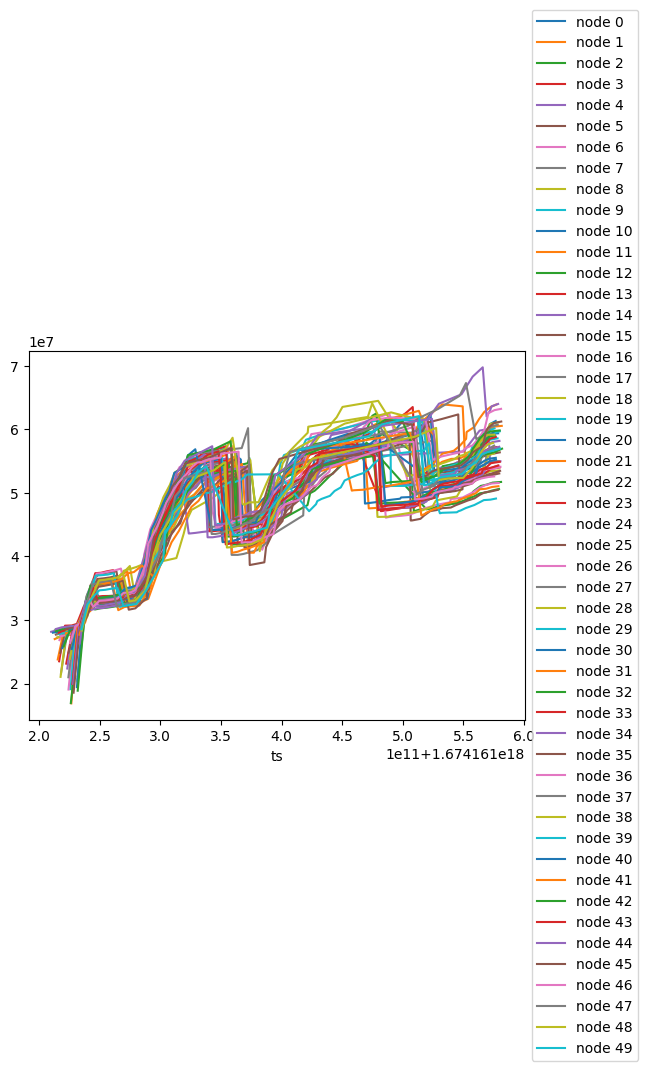 node 0
node 1
node 2
node 3
node 4
node 5
node 6
node 7
node 8
node 9
node 10
node 11
node 12
node 13
node 14
node 15
node 16
node 17
node 18
node 19
node 20
node 21
node 22
node 23
node 24
node 25
node 26
node 27
node 28
node 29
node 30
node 31
node 32
node 33
node 34
node 35
node 36
node 37
node 38
node 39
node 40
node 41
node 42
node 43
node 44
node 45
node 46
node 47
node 48
node 49
1e7
7
6
5
4
3
2
2.0 2.5 3.0 3.5 4.0 4.5 5.0 5.5 6.0
ts
1e11+1.674161e18